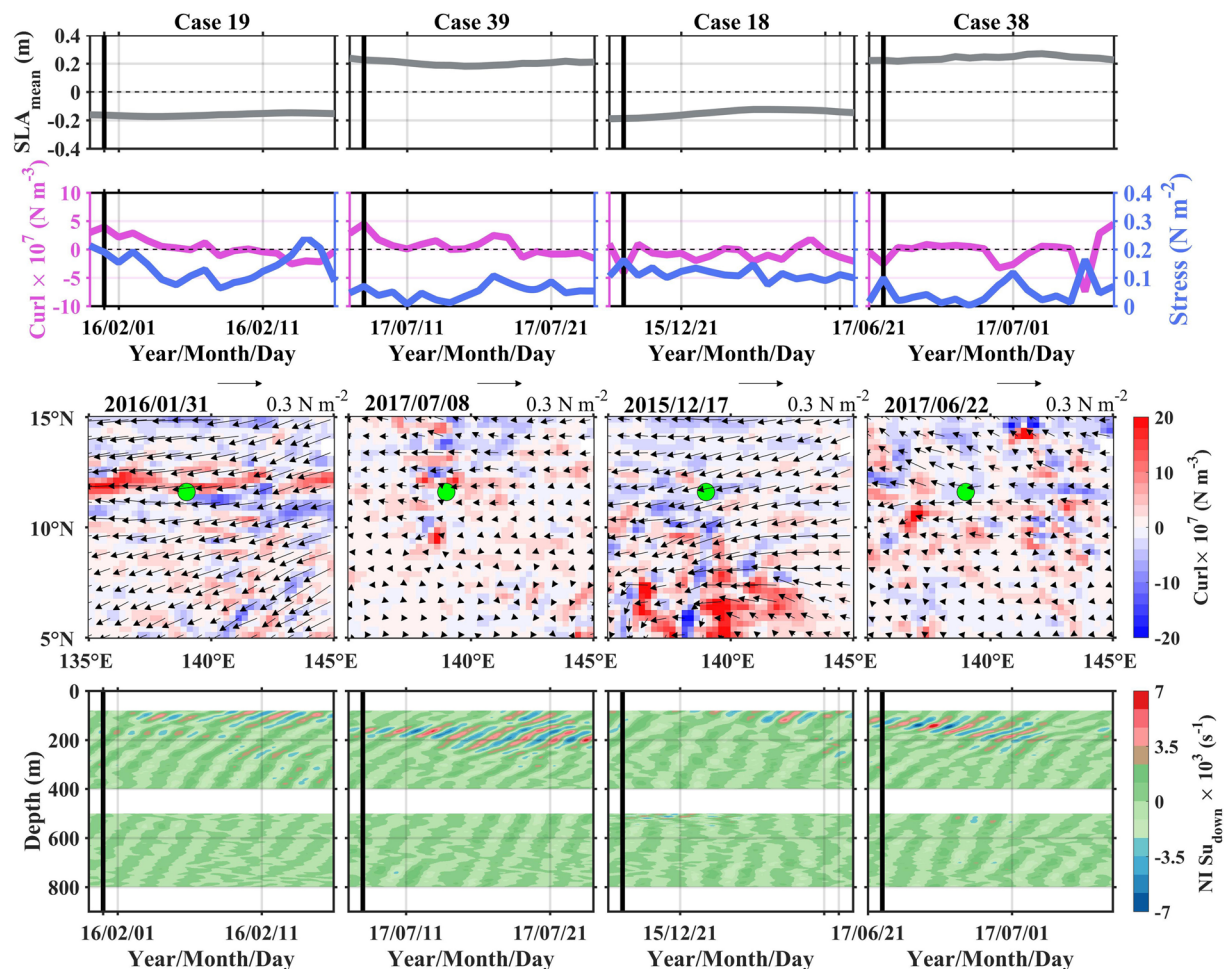 Case 19 Case 39 Case 18 Case 38
SLA_mean (m)
0.4
0.2
0
-0.2
-0.4
Curl × 10^7 (N m^-3)
10
5
0
-5
-10
0.4
0.3
0.2
0.1
0
Stress (N m^-2)
16/02/01 16/02/11 17/07/11 17/07/21 15/12/21 17/06/21 17/07/01
Year/Month/Day Year/Month/Day Year/Month/Day Year/Month/Day
2016/01/31 0.3 N m^-2 2017/07/08 0.3 N m^-2 2015/12/17 0.3 N m^-2 2017/06/22 0.3 N m^-2
15°N
10°N
5°N
135°E 140°E 145°E 140°E 145°E 140°E 145°E 140°E 145°E
20
10
0
-10
-20
Curl × 10^7 (N m^-3)
Depth (m)
0
200
400
600
800
7
3.5
0
-3.5
-7
NI Su_down × 10^3 (s^-1)
16/02/01 16/02/11 17/07/11 17/07/21 15/12/21 17/06/21 17/07/01
Year/Month/Day Year/Month/Day Year/Month/Day Year/Month/Day